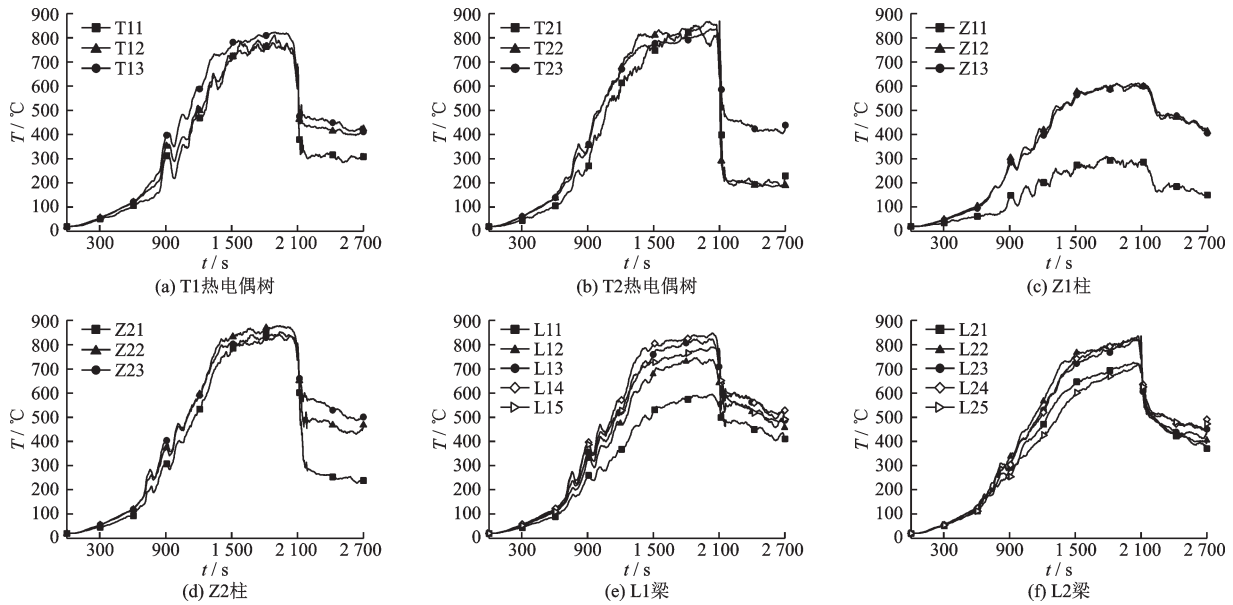 900
800
700
600
500
400
300
200
100
0
T / ℃
T11
T12
T13
300 900 1 500 2 100 2 700
t / s
(a) T1热电偶树
900
800
700
600
500
400
300
200
100
0
T / ℃
T21
T22
T23
300 900 1 500 2 100 2 700
t / s
(b) T2热电偶树
900
800
700
600
500
400
300
200
100
0
T / ℃
Z11
Z12
Z13
300 900 1 500 2 100 2 700
t / s
(c) Z1柱
900
800
700
600
500
400
300
200
100
0
T / ℃
Z21
Z22
Z23
300 900 1 500 2 100 2 700
t / s
(d) Z2柱
900
800
700
600
500
400
300
200
100
0
T / ℃
L11
L12
L13
L14
L15
300 900 1 500 2 100 2 700
t / s
(e) L1梁
900
800
700
600
500
400
300
200
100
0
T / ℃
L21
L22
L23
L24
L25
300 900 1 500 2 100 2 700
t / s
(f) L2梁